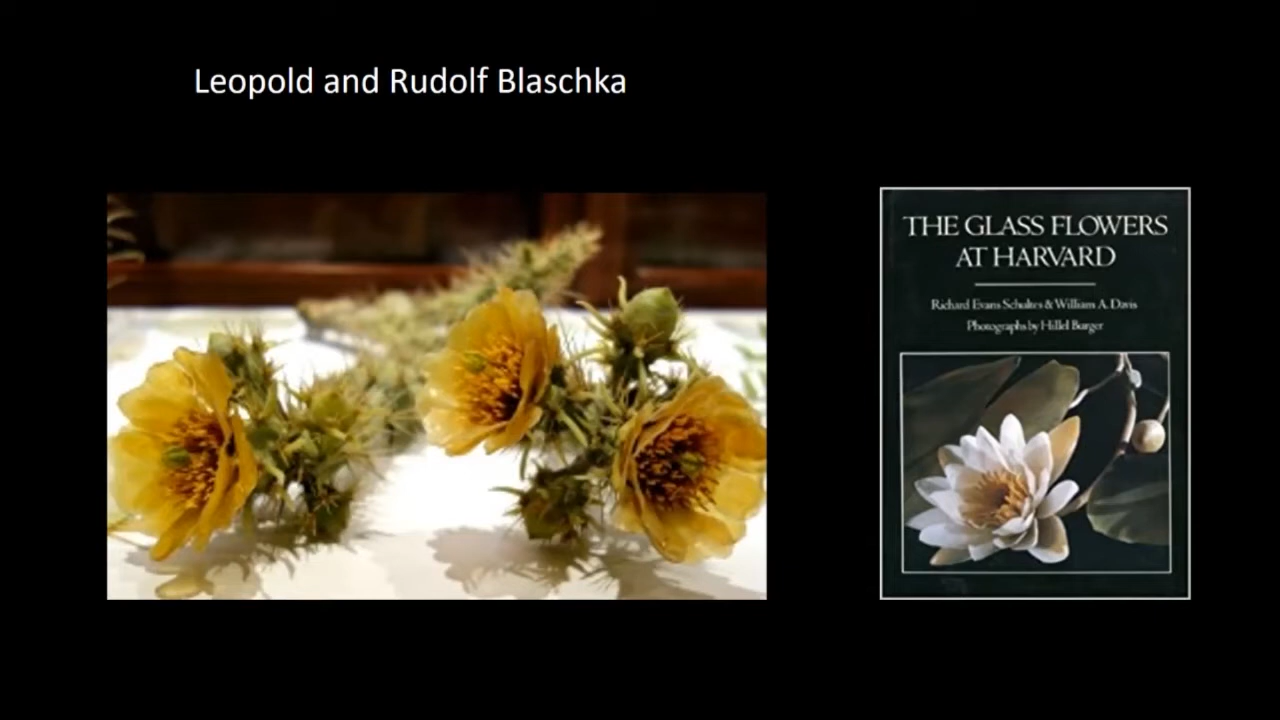 Leopold and Rudolf Blaschka
THE GLASS FLOWERS
AT HARVARD
Richard Evans Schultes & William A. Davis
Photographs by Hillel Burger